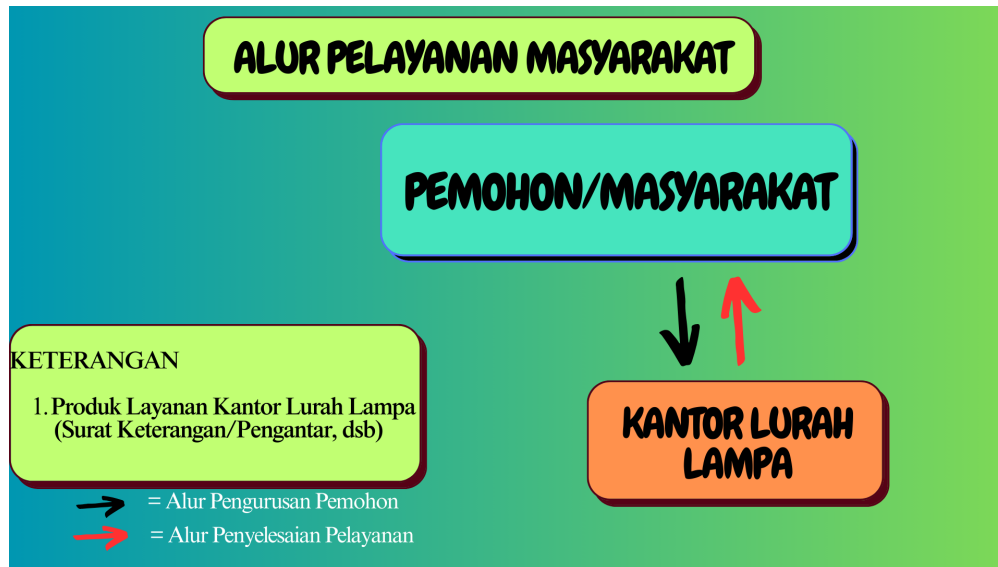 ALUR PELAYANAN MASYARAKAT
PEMOHON/MASYARAKAT
KETERANGAN
1. Produk Layanan Kantor Lurah Lampa
(Surat Keterangan/Pengantar, dsb)
KANTOR LURAH
LAMPA
= Alur Pengurusan Pemohon
= Alur Penyelesaian Pelayanan